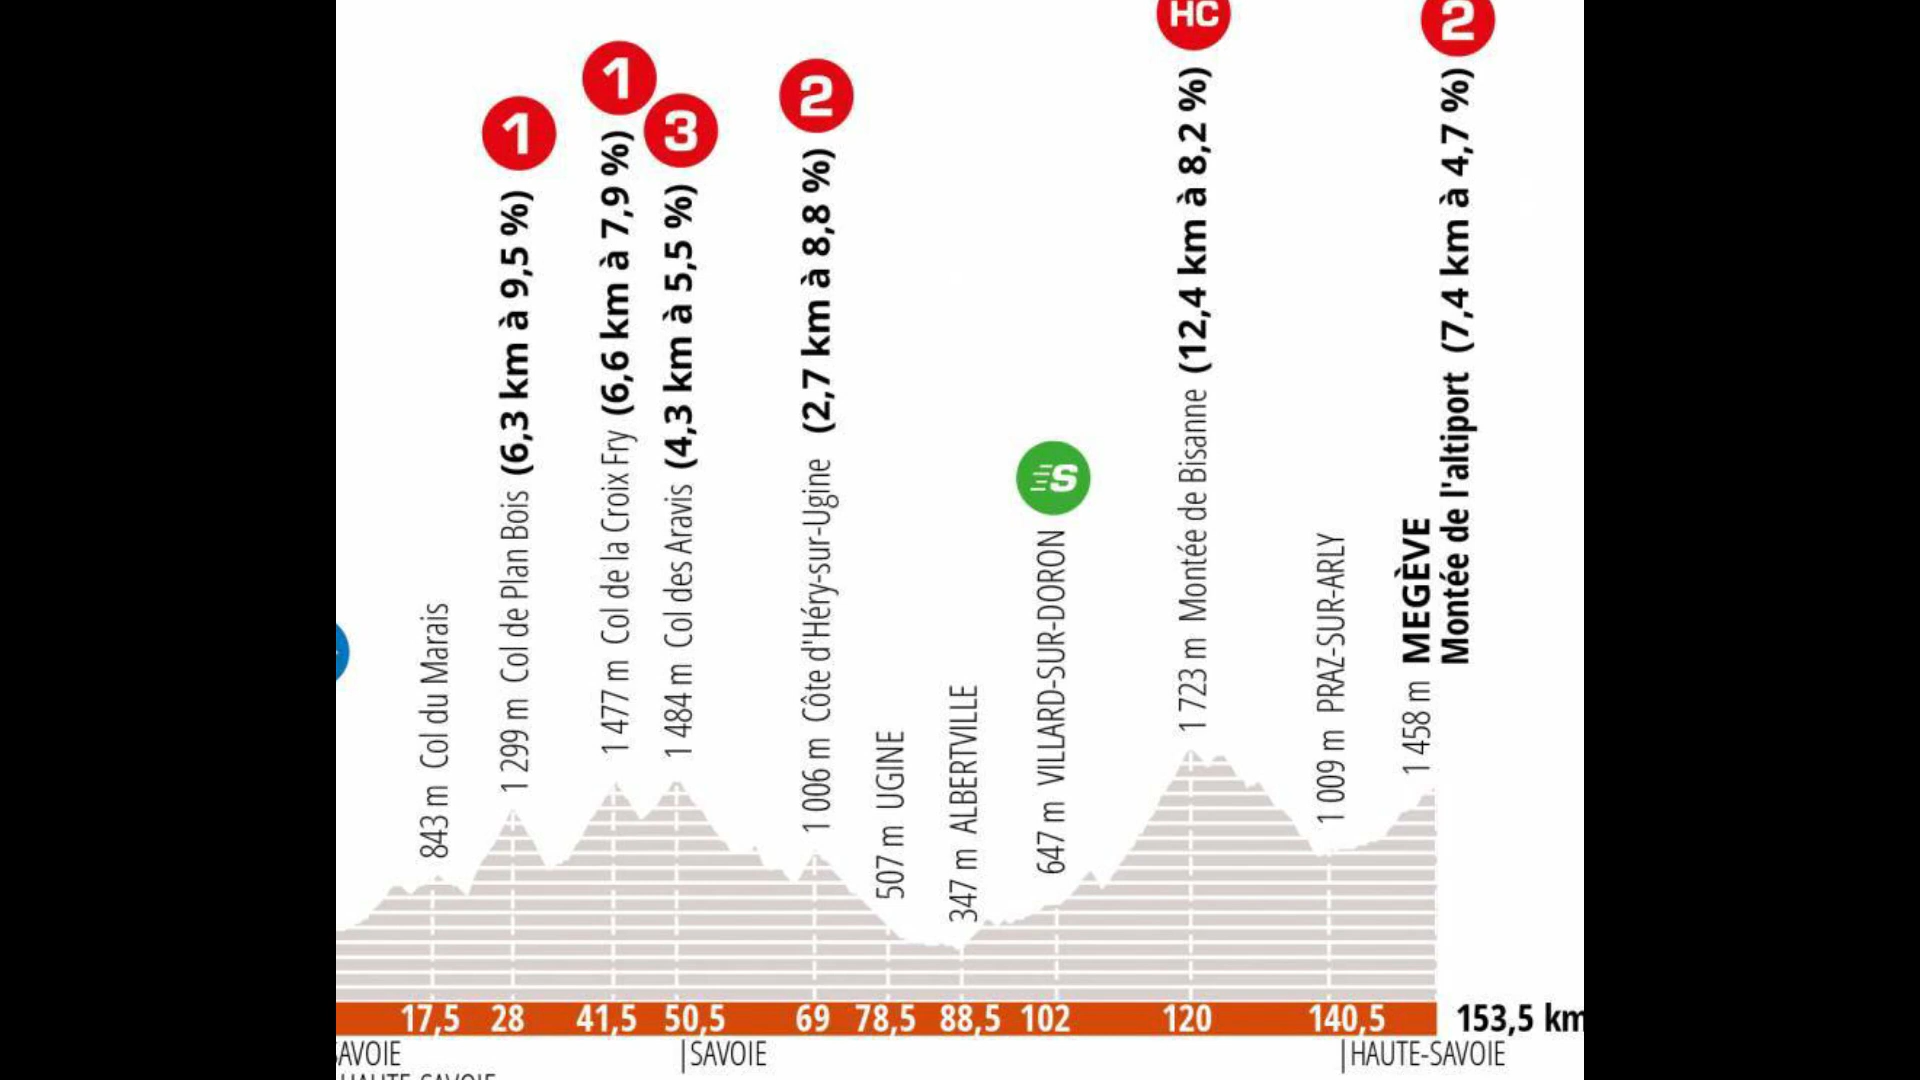 843 m Col du Marais
1 299 m Col de Plan Bois (6,3 km à 9,5 %) 1
1 477 m Col de la Croix Fry (6,6 km à 7,9 %) 1
1 484 m Col des Aravis (4,3 km à 5,5 %) 3
1 006 m Côte d'Héry-sur-Ugine (2,7 km à 8,8 %) 2
507 m UGINE
347 m ALBERTVILLE
647 m VILLARD-SUR-DORON S
1 723 m Montée de Bisanne (12,4 km à 8,2 %) HC
1 009 m PRAZ-SUR-ARLY
1 458 m MEGÈVE
Montée de l'altiport (7,4 km à 4,7 %) 2
17,5 28 41,5 50,5 69 78,5 88,5 102 120 140,5 153,5 km
SAVOIE |SAVOIE |HAUTE-SAVOIE
HAUTE-SAVOIE